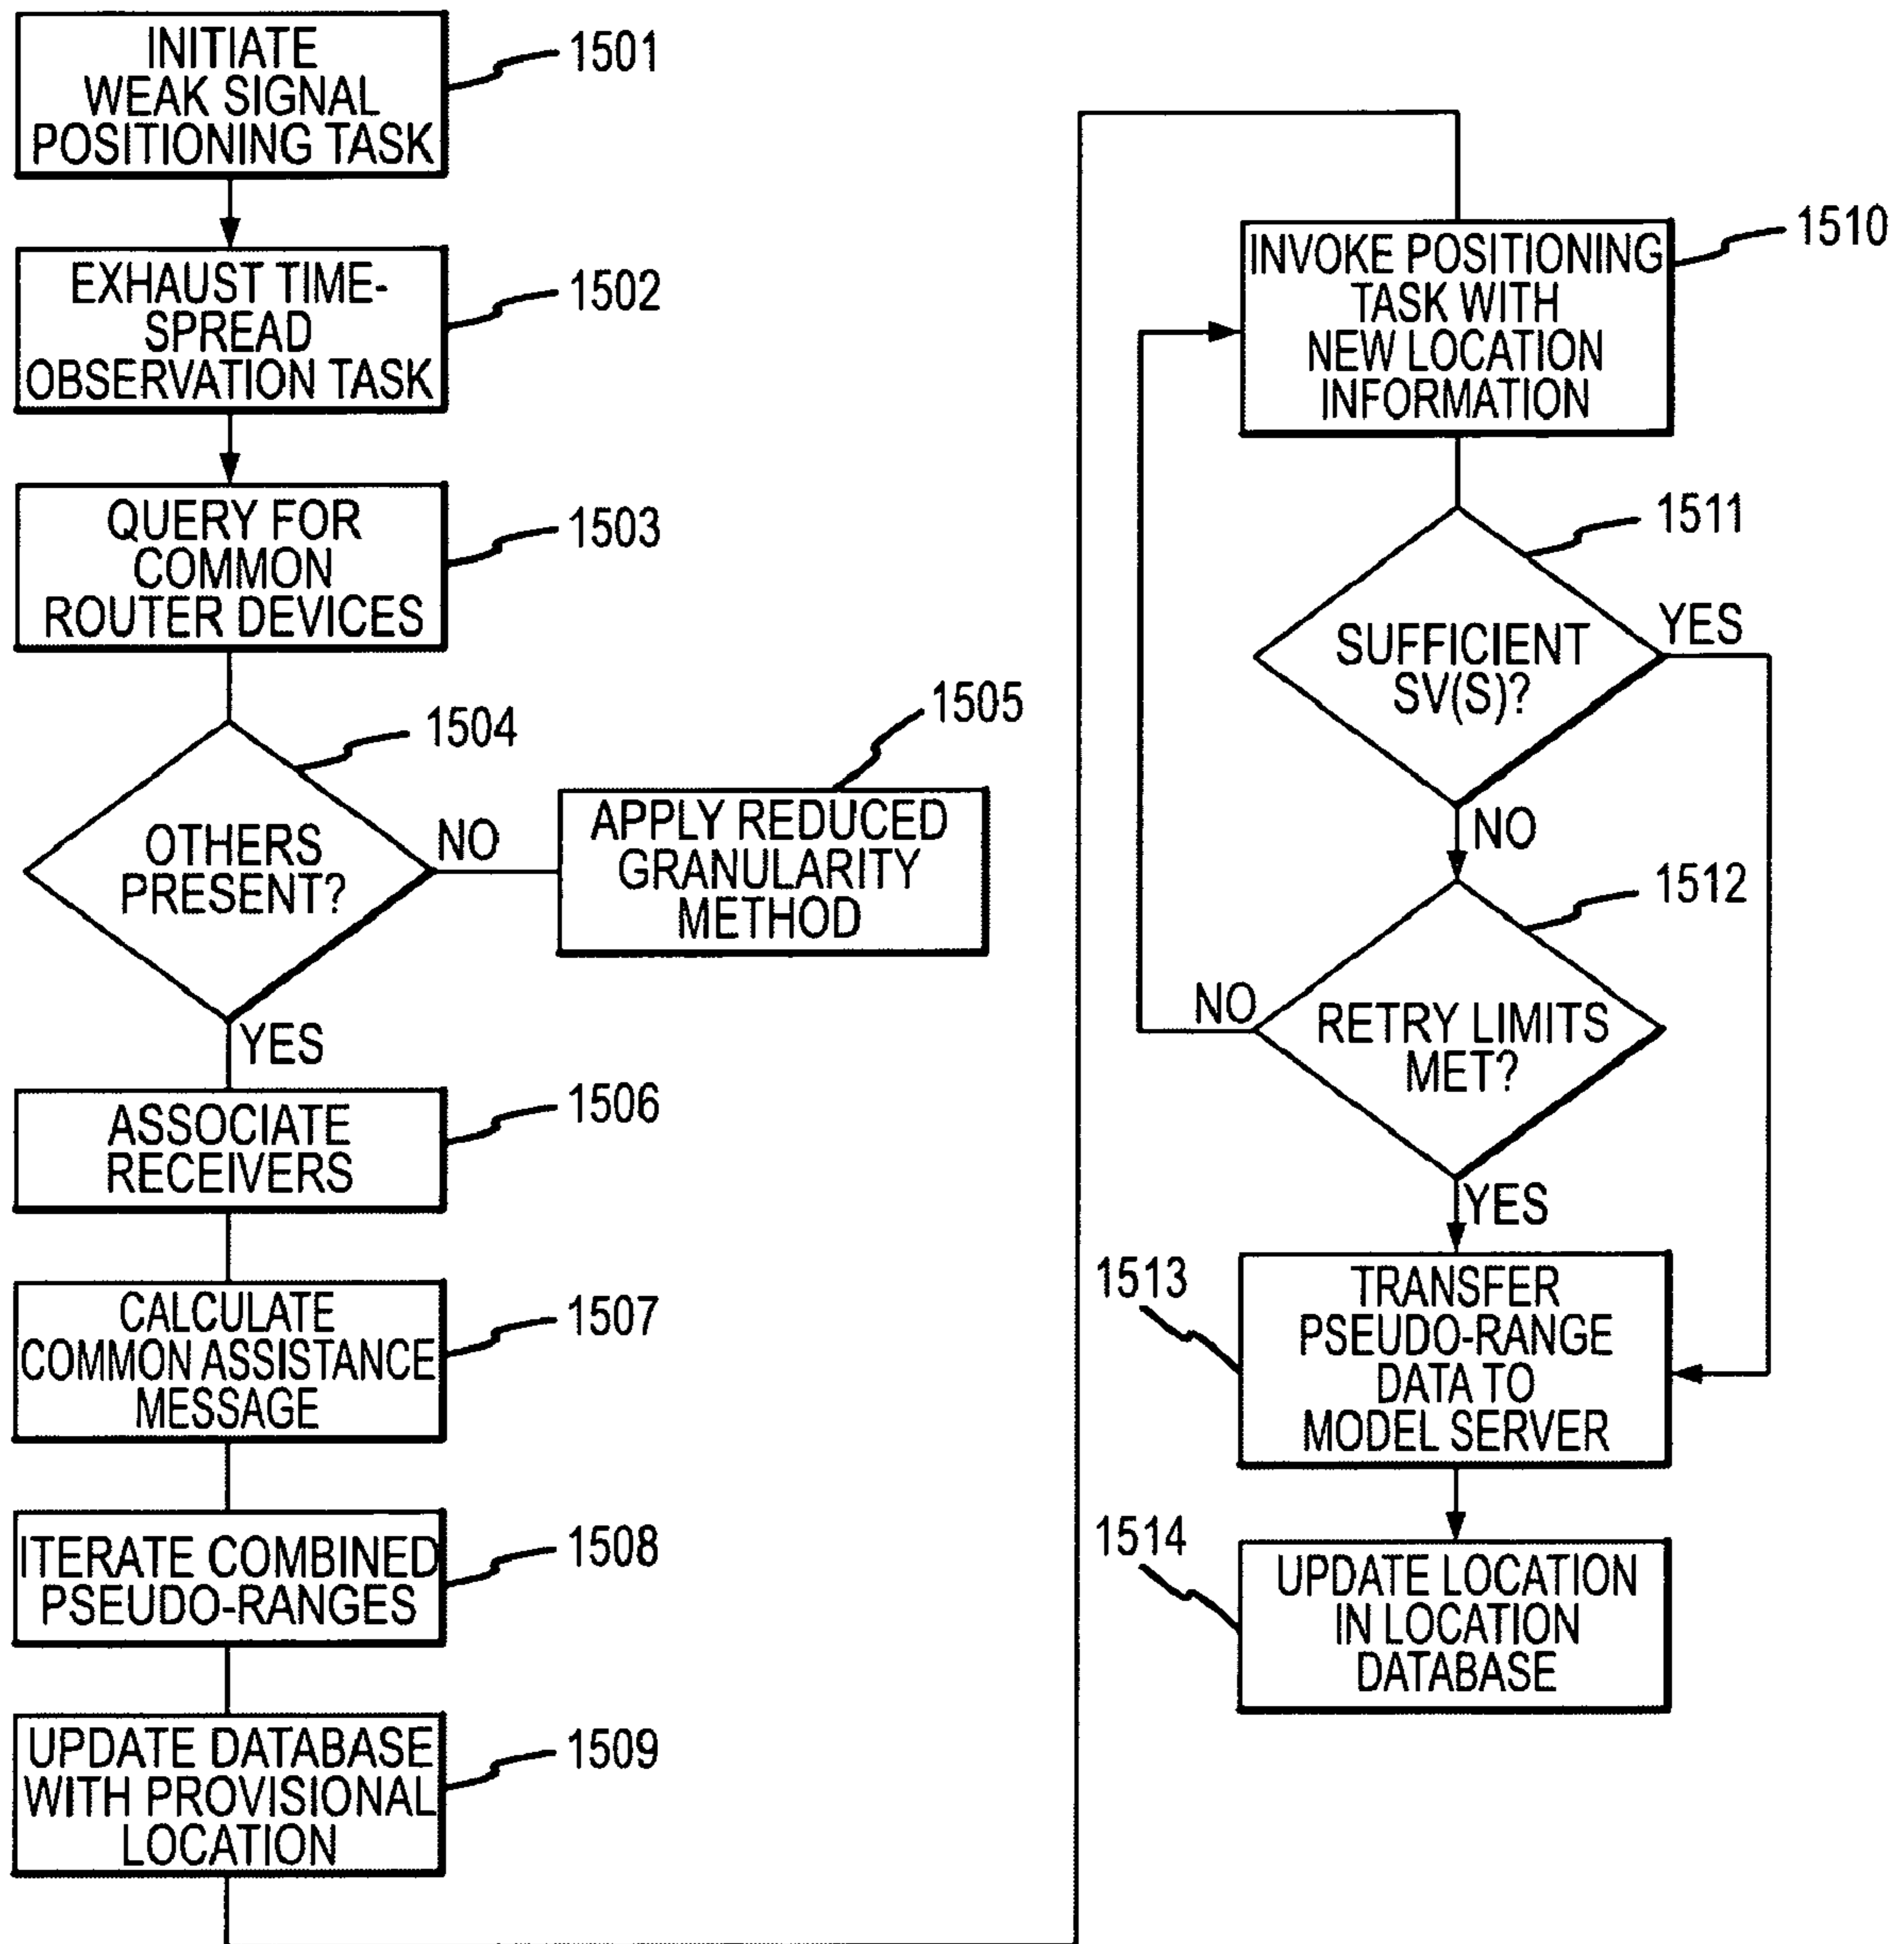 INITIATE
WEAK SIGNAL
POSITIONING TASK
1501
EXHAUST TIME-
SPREAD
OBSERVATION TASK
1502
QUERY FOR
COMMON
ROUTER DEVICES
1503
OTHERS
PRESENT?
1504
NO
APPLY REDUCED
GRANULARITY
METHOD
1505
YES
ASSOCIATE
RECEIVERS
1506
CALCULATE
COMMON ASSISTANCE
MESSAGE
1507
ITERATE COMBINED
PSEUDO-RANGES
1508
UPDATE DATABASE
WITH PROVISIONAL
LOCATION
1509
INVOKE POSITIONING
TASK WITH
NEW LOCATION
INFORMATION
1510
SUFFICIENT
SV(S)?
1511
YES
NO
RETRY LIMITS
MET?
1512
NO
YES
TRANSFER
PSEUDO-RANGE
DATA TO
MODEL SERVER
1513
UPDATE LOCATION
IN LOCATION
DATABASE
1514